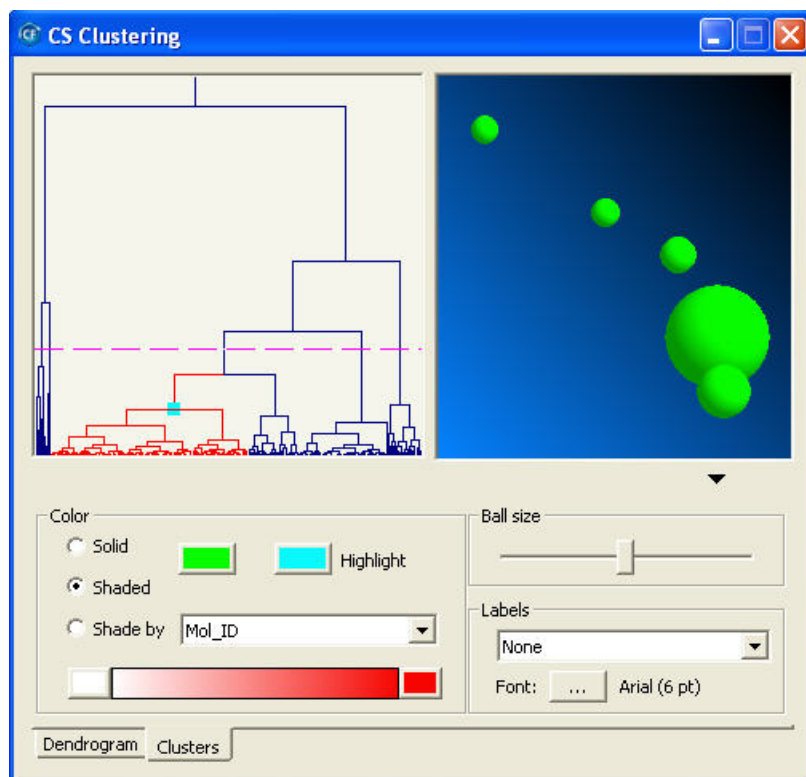 CF CS Clustering
Color
Solid
Highlight
Shaded
Shade by Mol_ID
Ball size
Labels
None
Font: ... Arial (6 pt)
Dendrogram Clusters